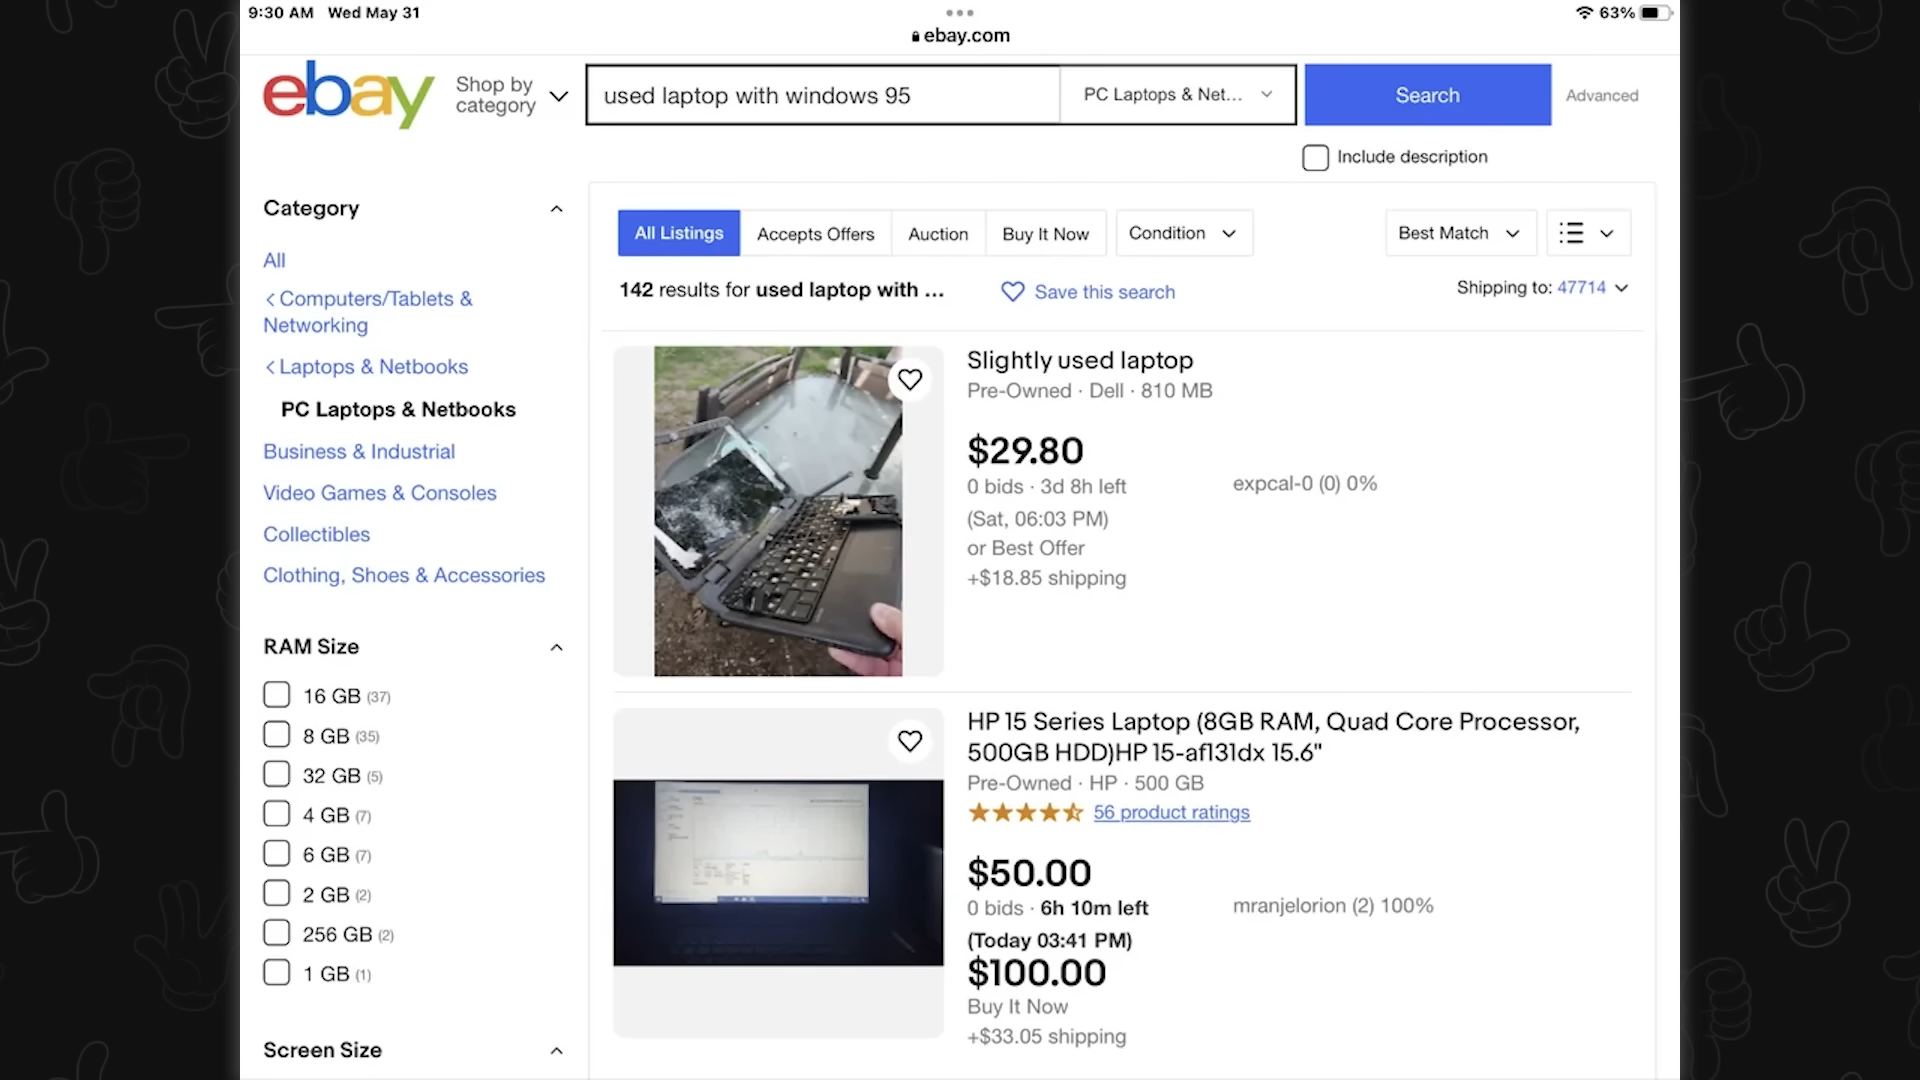 9:30 AM Wed May 31
63%
ebay.com
ebay
Shop by
category
used laptop with windows 95
PC Laptops & Net...
Search
Advanced
Include description
Category
All
Computers/Tablets &
Networking
Laptops & Netbooks
PC Laptops & Netbooks
Business & Industrial
Video Games & Consoles
Collectibles
Clothing, Shoes & Accessories
RAM Size
16 GB (37)
8 GB (35)
32 GB (5)
4 GB (7)
6 GB (7)
2 GB (2)
256 GB (2)
1 GB (1)
Screen Size
All Listings
Accepts Offers
Auction
Buy It Now
Condition
Best Match
142 results for used laptop with ...
Save this search
Shipping to: 47714
Slightly used laptop
Pre-Owned · Dell · 810 MB
$29.80
0 bids · 3d 8h left
expcal-0 (0) 0%
(Sat, 06:03 PM)
or Best Offer
+$18.85 shipping
HP 15 Series Laptop (8GB RAM, Quad Core Processor,
500GB HDD)HP 15-af131dx 15.6"
Pre-Owned · HP · 500 GB
56 product ratings
$50.00
0 bids · 6h 10m left
mranjelorion (2) 100%
(Today 03:41 PM)
$100.00
Buy It Now
+$33.05 shipping